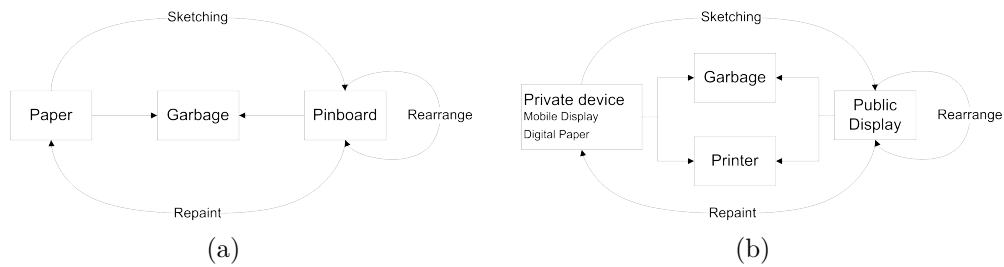 Sketching
Paper
Garbage
Pinboard
Rearrange
Repaint
(a)
Sketching
Private device
Mobile Display
Digital Paper
Garbage
Printer
Public
Display
Rearrange
Repaint
(b)